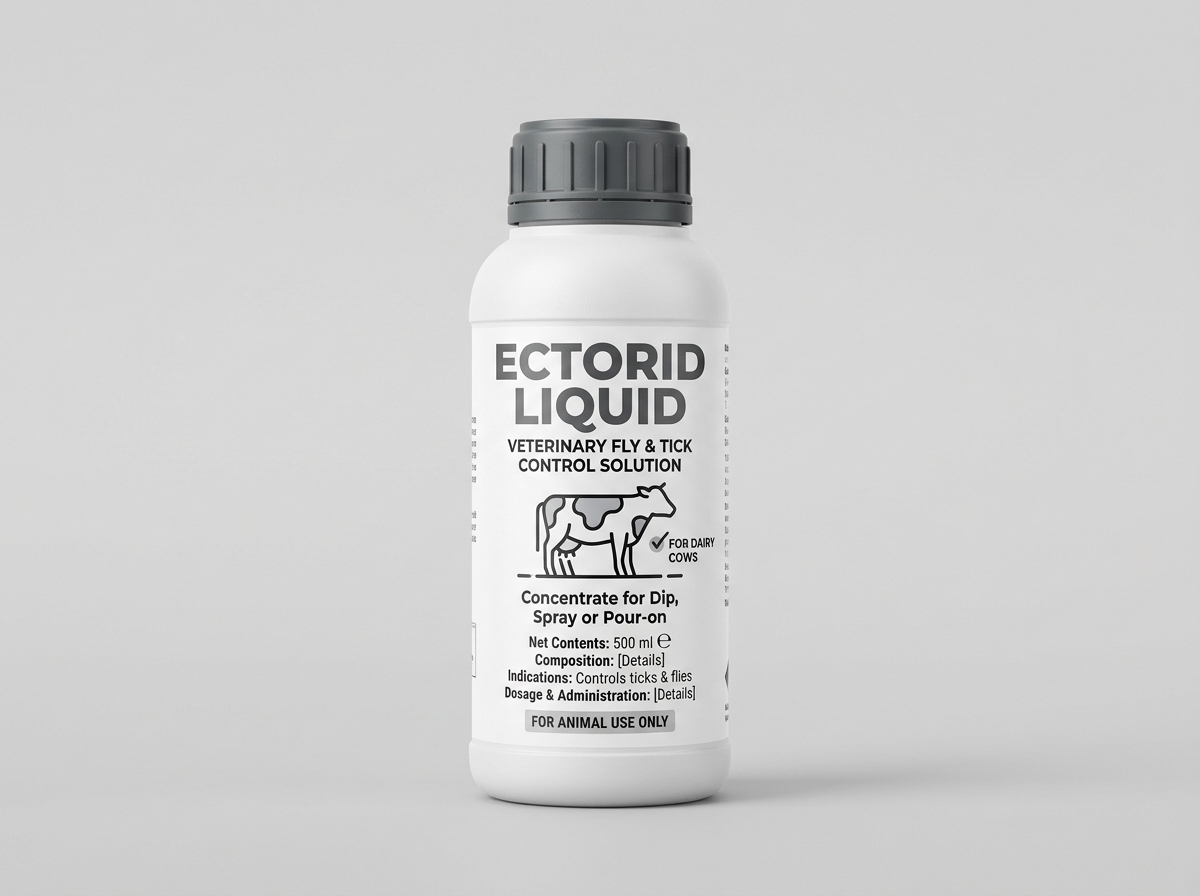 ECTORID
LIQUID
VETERINARY FLY & TICK
CONTROL SOLUTION
FOR DAIRY
COWS
Concentrate for Dip,
Spray or Pour-on
Net Contents: 500 ml ℮
Composition: [Details]
Indications: Controls ticks & flies
Dosage & Administration: [Details]
FOR ANIMAL USE ONLY